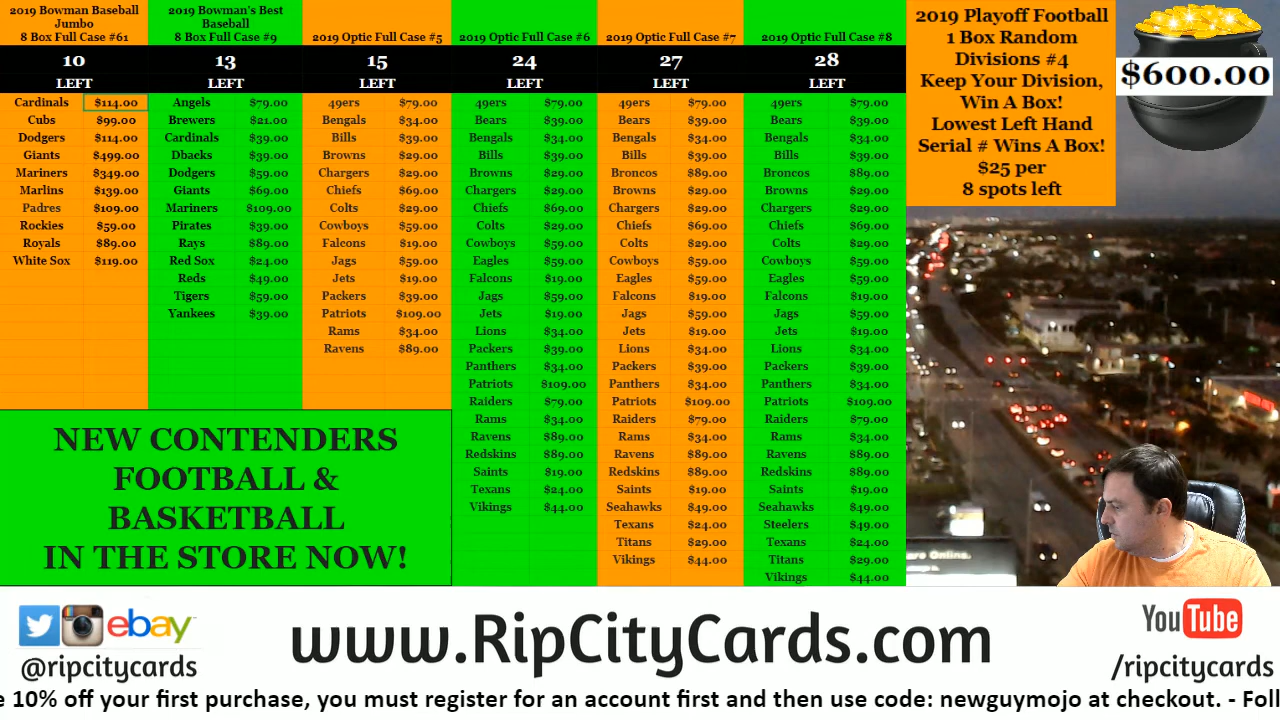 2019 Bowman Baseball
Jumbo
8 Box Full Case #61
10
LEFT
Cardinals $114.00
Cubs $99.00
Dodgers $114.00
Giants $499.00
Mariners $349.00
Marlins $139.00
Padres $109.00
Rockies $59.00
Royals $89.00
White Sox $119.00
2019 Bowman's Best
Baseball
8 Box Full Case #9
13
LEFT
Angels $79.00
Brewers $21.00
Cardinals $39.00
Dbacks $39.00
Dodgers $59.00
Giants $69.00
Mariners $109.00
Pirates $39.00
Rays $89.00
Red Sox $24.00
Reds $49.00
Tigers $59.00
Yankees $39.00
2019 Optic Full Case #5
15
LEFT
49ers $79.00
Bengals $34.00
Bills $39.00
Browns $29.00
Chargers $29.00
Chiefs $69.00
Colts $29.00
Cowboys $59.00
Falcons $19.00
Jags $59.00
Jets $19.00
Packers $39.00
Patriots $109.00
Rams $34.00
Ravens $89.00
2019 Optic Full Case #6
24
LEFT
49ers $79.00
Bears $39.00
Bengals $34.00
Bills $39.00
Browns $29.00
Chargers $29.00
Chiefs $69.00
Colts $29.00
Cowboys $59.00
Eagles $59.00
Falcons $19.00
Jags $59.00
Jets $19.00
Lions $34.00
Packers $39.00
Panthers $34.00
Patriots $109.00
Raiders $79.00
Rams $34.00
Ravens $89.00
Redskins $89.00
Saints $19.00
Texans $24.00
Vikings $44.00
2019 Optic Full Case #7
27
LEFT
49ers $79.00
Bears $39.00
Bengals $34.00
Bills $39.00
Broncos $89.00
Browns $29.00
Chargers $29.00
Chiefs $69.00
Colts $29.00
Cowboys $59.00
Eagles $59.00
Falcons $19.00
Jags $59.00
Jets $19.00
Lions $34.00
Packers $39.00
Panthers $34.00
Patriots $109.00
Raiders $79.00
Rams $34.00
Ravens $89.00
Redskins $89.00
Saints $19.00
Seahawks $49.00
Texans $24.00
Titans $29.00
Vikings $44.00
2019 Optic Full Case #8
28
LEFT
49ers $79.00
Bears $39.00
Bengals $34.00
Bills $39.00
Broncos $89.00
Browns $29.00
Chargers $29.00
Chiefs $69.00
Colts $29.00
Cowboys $59.00
Eagles $59.00
Falcons $19.00
Jags $59.00
Jets $19.00
Lions $34.00
Packers $39.00
Panthers $34.00
Patriots $109.00
Raiders $79.00
Rams $34.00
Ravens $89.00
Redskins $89.00
Saints $19.00
Seahawks $49.00
Steelers $49.00
Texans $24.00
Titans $29.00
Vikings $44.00
2019 Playoff Football
1 Box Random
Divisions #4
Keep Your Division,
Win A Box!
Lowest Left Hand
Serial # Wins A Box!
$25 per
8 spots left
$600.00
NEW CONTENDERS
FOOTBALL &
BASKETBALL
IN THE STORE NOW!
Online.
ebay
@ripcitycards
www.RipCityCards.com
YouTube
/ripcitycards
e 10% off your first purchase, you must register for an account first and then use code: newguymojo at checkout. - Foll